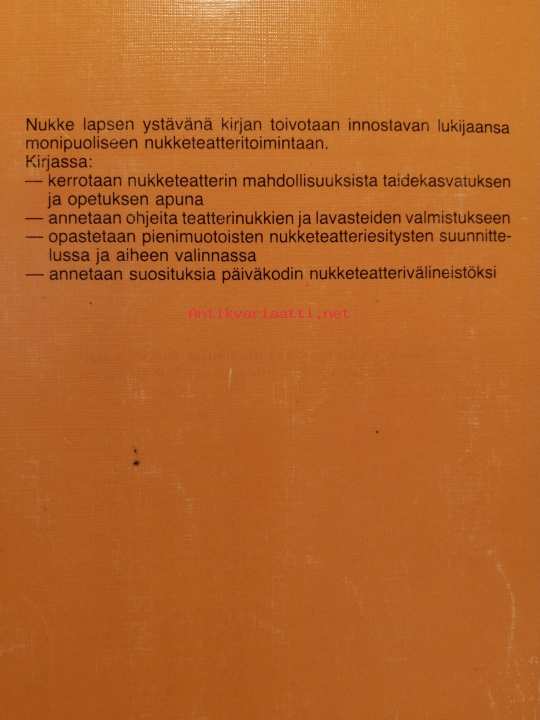 Nukke lapsen ystävänä kirjan toivotaan innostavan lukijaansa
monipuoliseen nukketeatteritoimintaan.
Kirjassa:
— kerrotaan nukketeatterin mahdollisuuksista taidekasvatuksen
ja opetuksen apuna
— annetaan ohjeita teatterinukkien ja lavasteiden valmistukseen
— opastetaan pienimuotoisten nukketeatteriesitysten suunnitte-
lussa ja aiheen valinnassa
— annetaan suosituksia päiväkodin nukketeatterivälineistöksi
Antikvariaatti.net